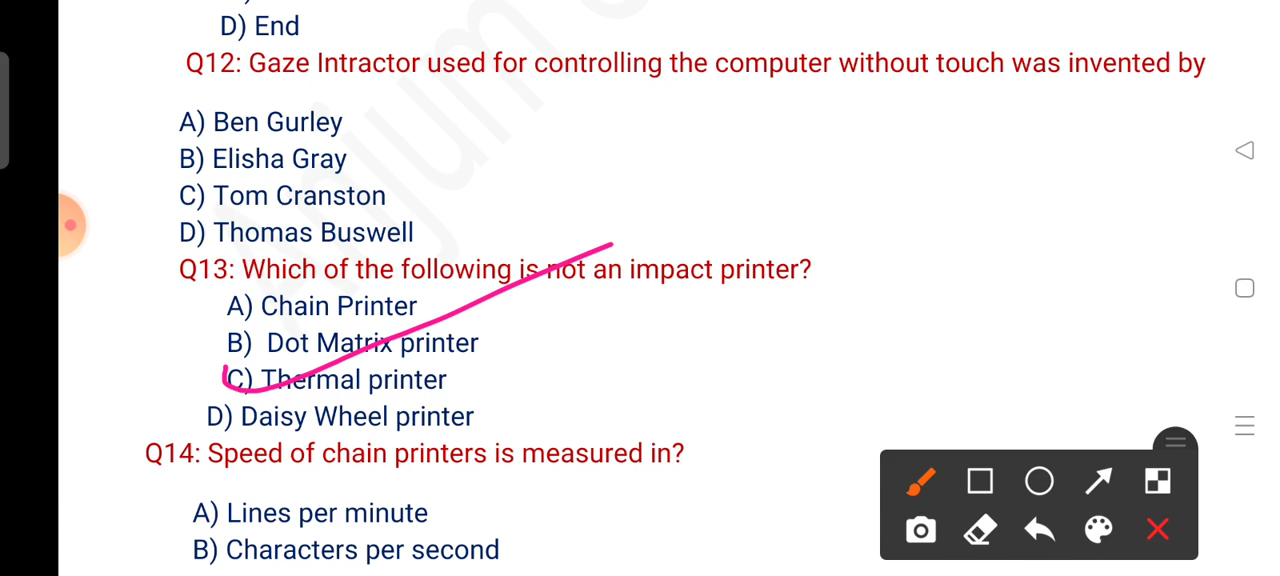 D) End
Q12: Gaze Intractor used for controlling the computer without touch was invented by
A) Ben Gurley
B) Elisha Gray
C) Tom Cranston
D) Thomas Buswell
Q13: Which of the following is not an impact printer?
A) Chain Printer
B) Dot Matrix printer
C) Thermal printer
D) Daisy Wheel printer
Q14: Speed of chain printers is measured in?
A) Lines per minute
B) Characters per second